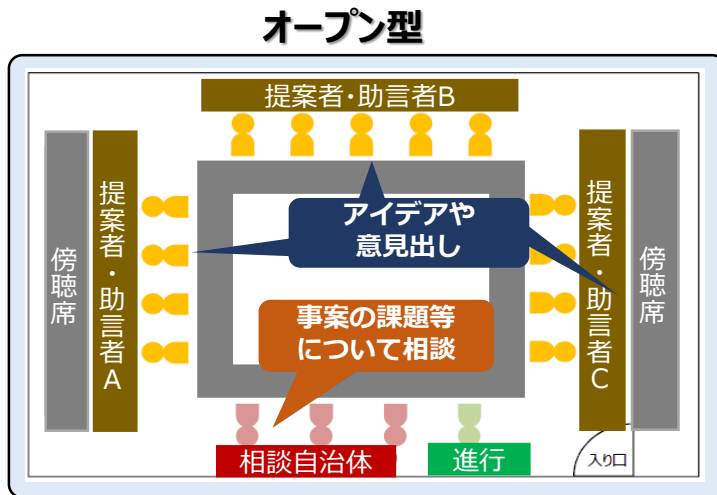 オープン型
提案者・助言者B
傍聴席
提案者・助言者A
アイデアや
意見出し
提案者・助言者C
傍聴席
事案の課題等
について相談
相談自治体
進行
入り口